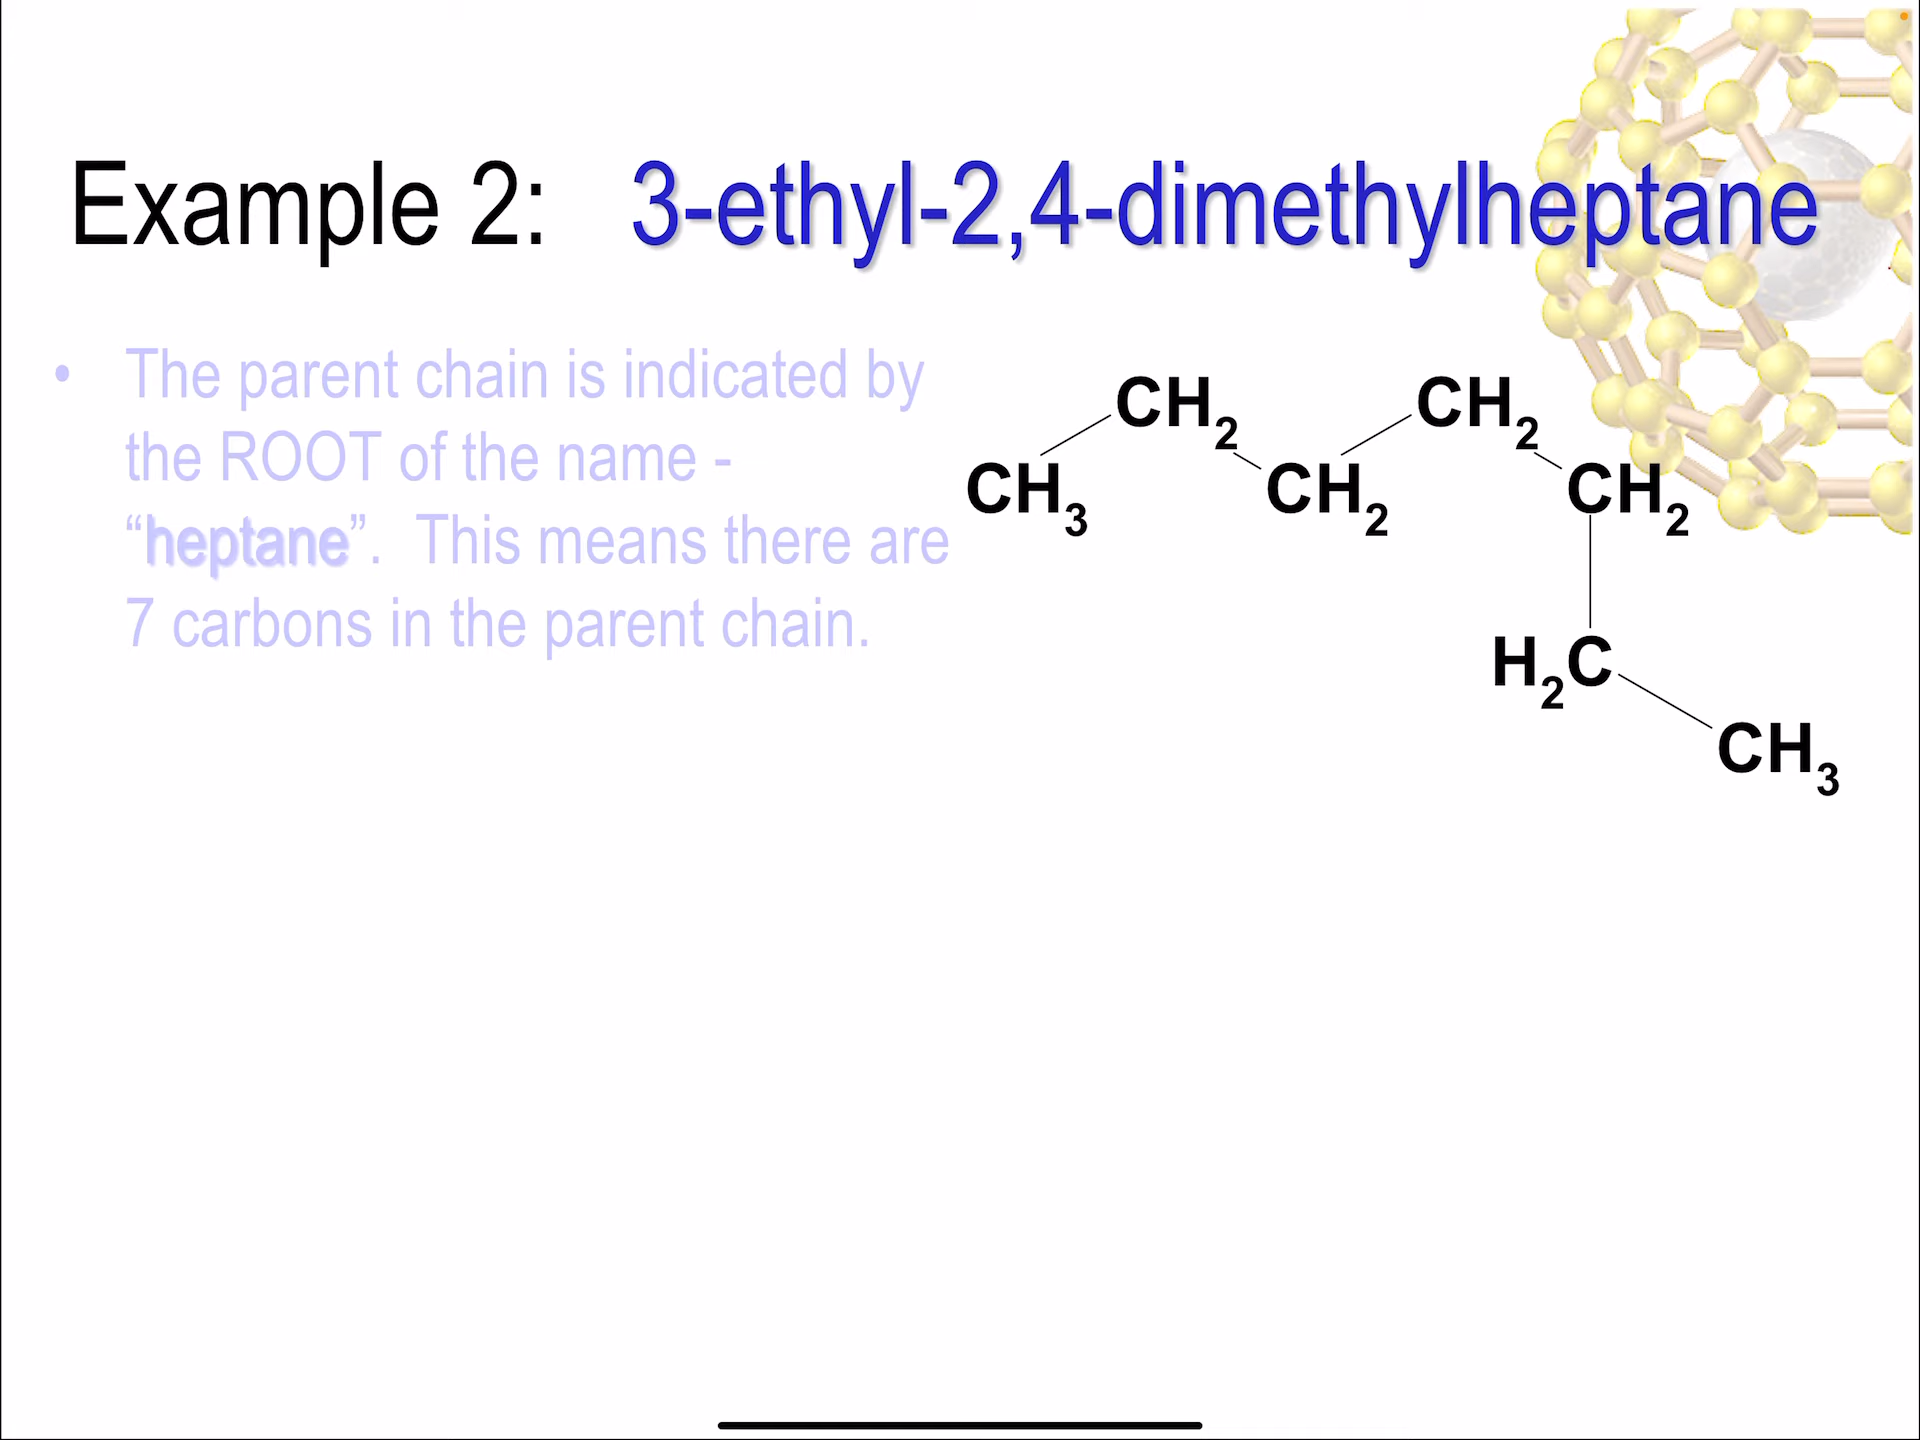 Example 2: 3-ethyl-2,4-dimethylheptane
• The parent chain is indicated by
the ROOT of the name -
“heptane”. This means there are
7 carbons in the parent chain.
CH₂ CH₂
CH₃ CH₂ CH₂
H₂C
CH₃